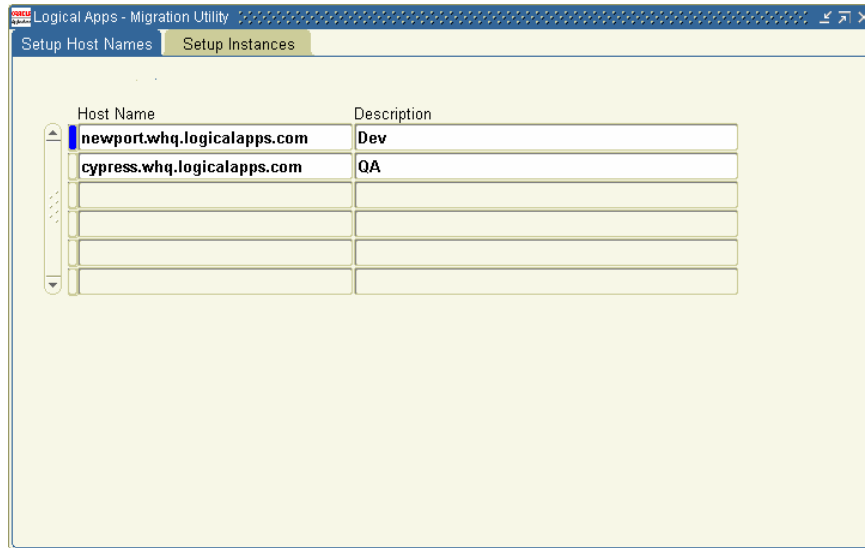 Logical Apps - Migration Utility
Setup Host Names Setup Instances
Host Name Description
newport.whq.logicalapps.com Dev
cypress.whq.logicalapps.com QA